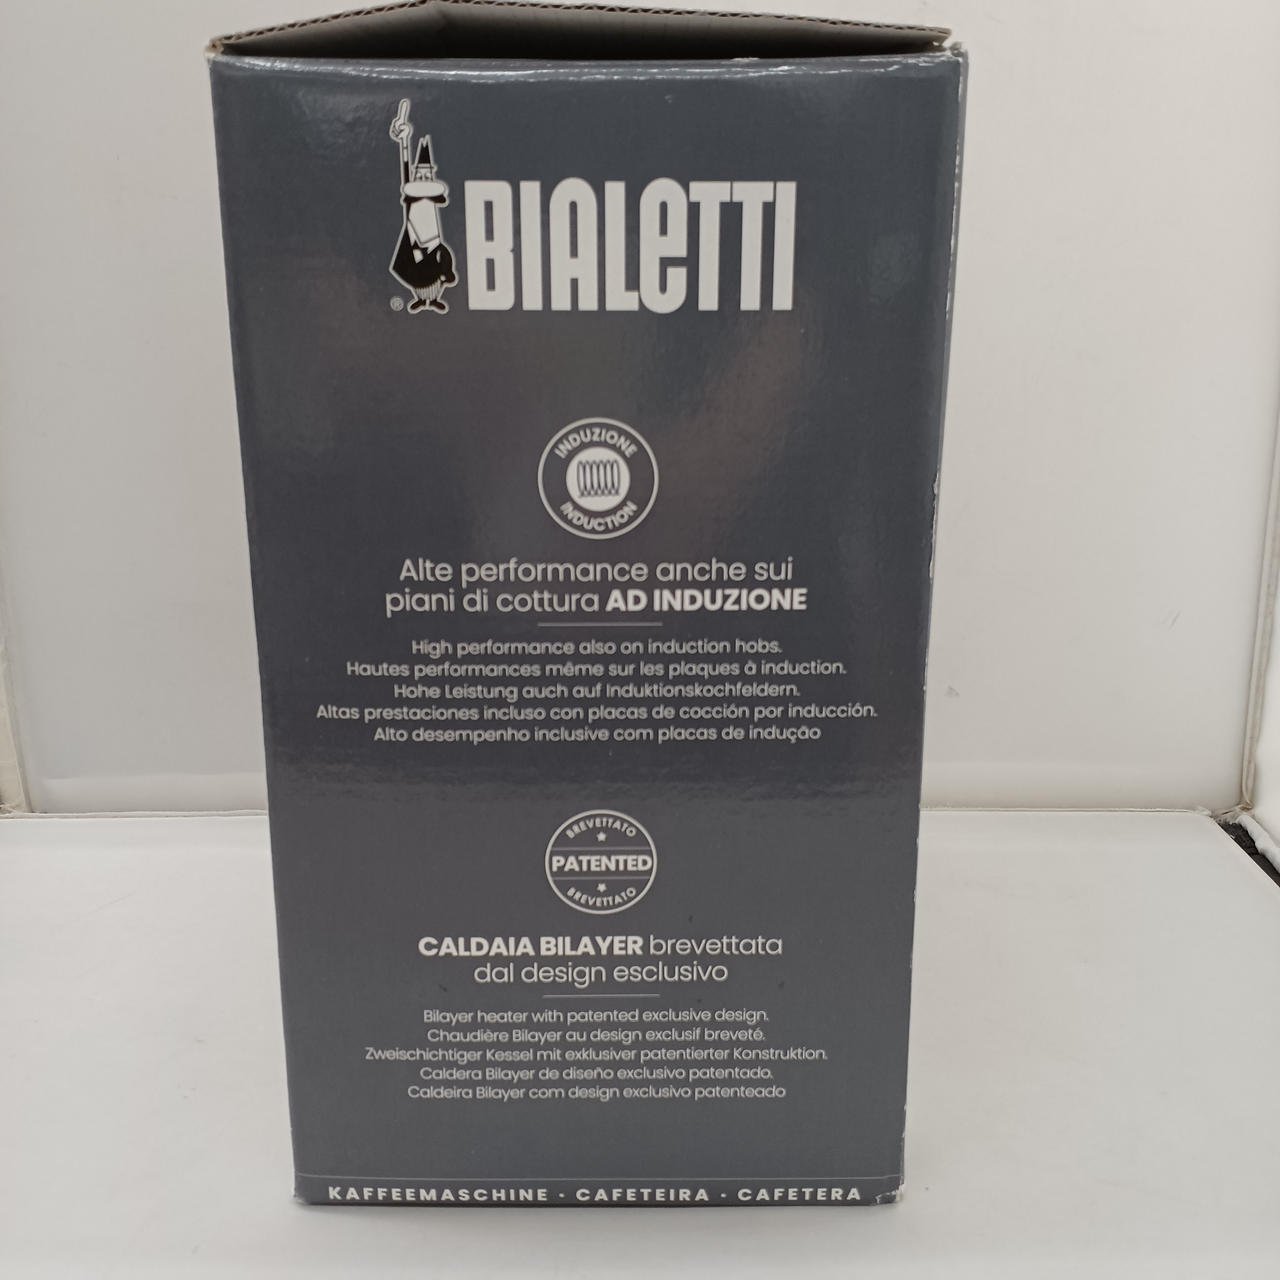 ®
BIALETTI
INDUZIONE
INDUCTION
Alte performance anche sui
piani di cottura AD INDUZIONE
High performance also on induction hobs.
Hautes performances même sur les plaques à induction.
Hohe Leistung auch auf Induktionskochfeldern.
Altas prestaciones incluso con placas de cocción por inducción.
Alto desempenho inclusive com placas de indução
BREVETTATO
PATENTED
BREVETTATO
CALDAIA BILAYER brevettata
dal design esclusivo
Bilayer heater with patented exclusive design.
Chaudière Bilayer au design exclusif breveté.
Zweischichtiger Kessel mit exklusiver patentierter Konstruktion.
Caldera Bilayer de diseño exclusivo patentado.
Caldeira Bilayer com design exclusivo patenteado
KAFFEEMASCHINE · CAFETEIRA · CAFETERA